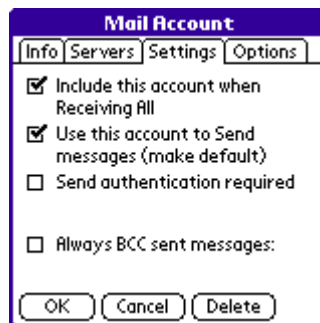 Mail Account
Info Servers Settings Options
Include this account when
Receiving All
Use this account to Send
messages (make default)
Send authentication required
Always BCC sent messages:
OK Cancel Delete